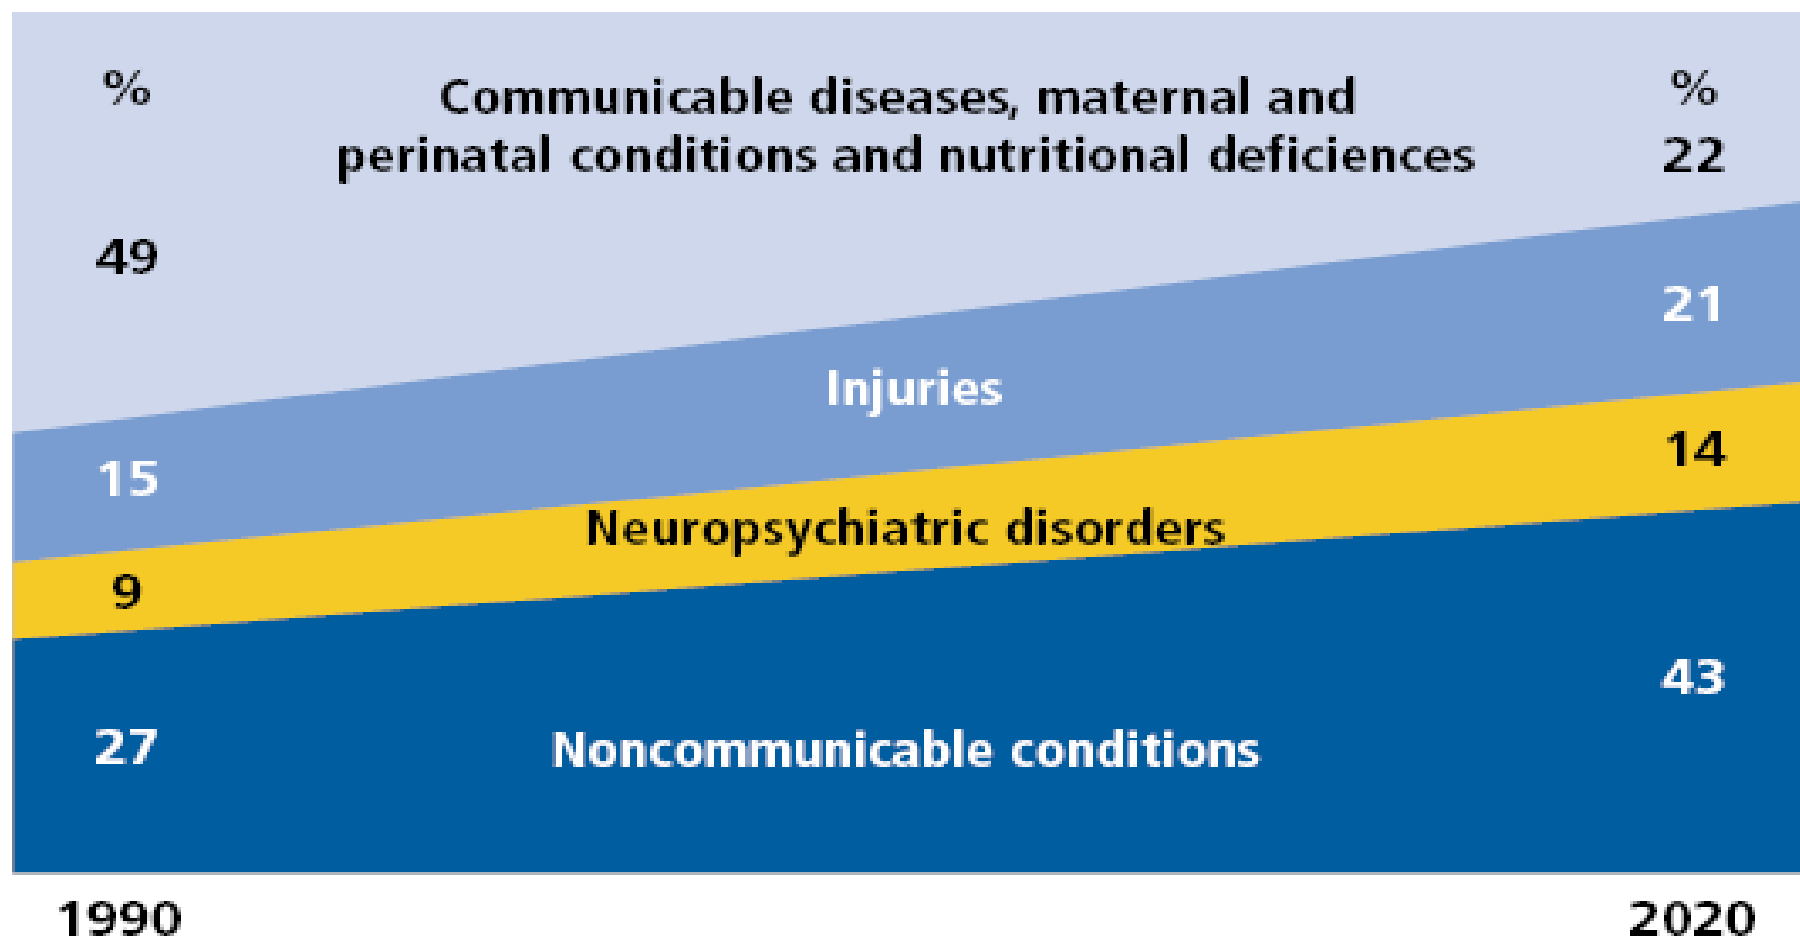 %
%
Communicable diseases, maternal and
perinatal conditions and nutritional deficiences
22
49
21
Injuries
15
14
Neuropsychiatric disorders
9
43
27
Noncommunicable conditions
1990
2020